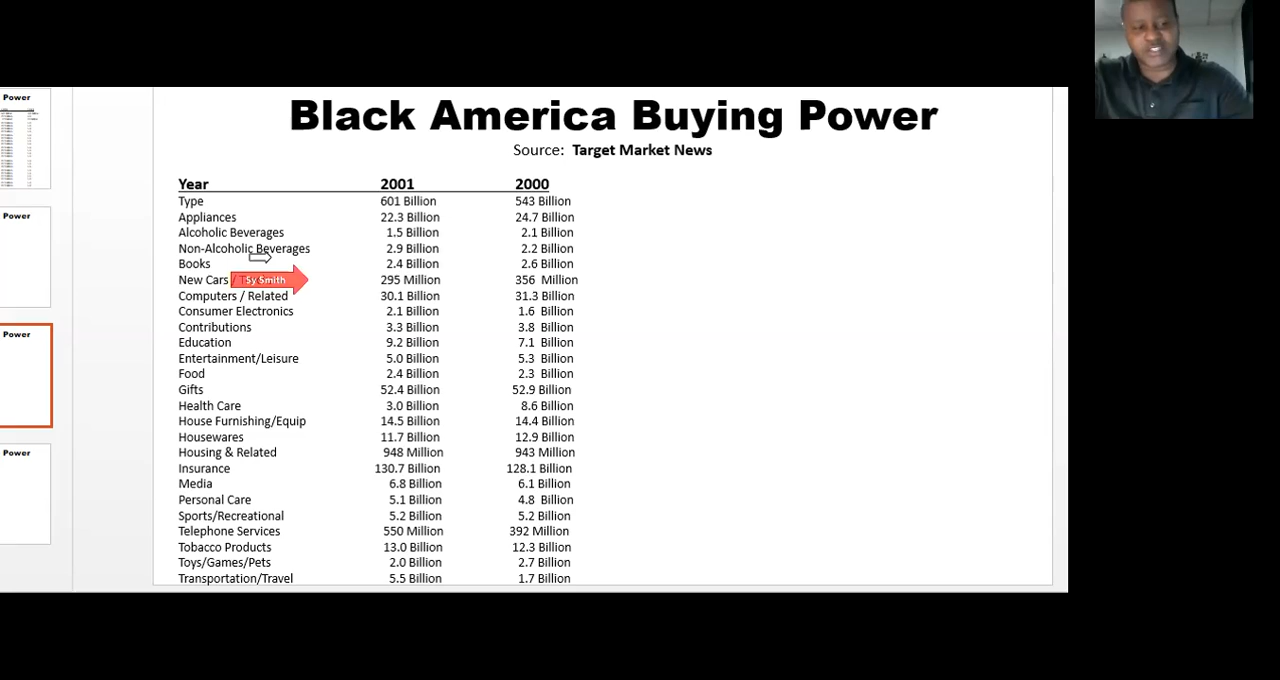 Power
Power
Power
Power
Black America Buying Power
Source: Target Market News
Year 2001 2000
Type 601 Billion 543 Billion
Appliances 22.3 Billion 24.7 Billion
Alcoholic Beverages 1.5 Billion 2.1 Billion
Non-Alcoholic Beverages 2.9 Billion 2.2 Billion
Books 2.4 Billion 2.6 Billion
New Cars / 295 Million 356 Million
Sy Smith
Computers / Related 30.1 Billion 31.3 Billion
Consumer Electronics 2.1 Billion 1.6 Billion
Contributions 3.3 Billion 3.8 Billion
Education 9.2 Billion 7.1 Billion
Entertainment/Leisure 5.0 Billion 5.3 Billion
Food 2.4 Billion 2.3 Billion
Gifts 52.4 Billion 52.9 Billion
Health Care 3.0 Billion 8.6 Billion
House Furnishing/Equip 14.5 Billion 14.4 Billion
Housewares 11.7 Billion 12.9 Billion
Housing & Related 948 Million 943 Million
Insurance 130.7 Billion 128.1 Billion
Media 6.8 Billion 6.1 Billion
Personal Care 5.1 Billion 4.8 Billion
Sports/Recreational 5.2 Billion 5.2 Billion
Telephone Services 550 Million 392 Million
Tobacco Products 13.0 Billion 12.3 Billion
Toys/Games/Pets 2.0 Billion 2.7 Billion
Transportation/Travel 5.5 Billion 1.7 Billion